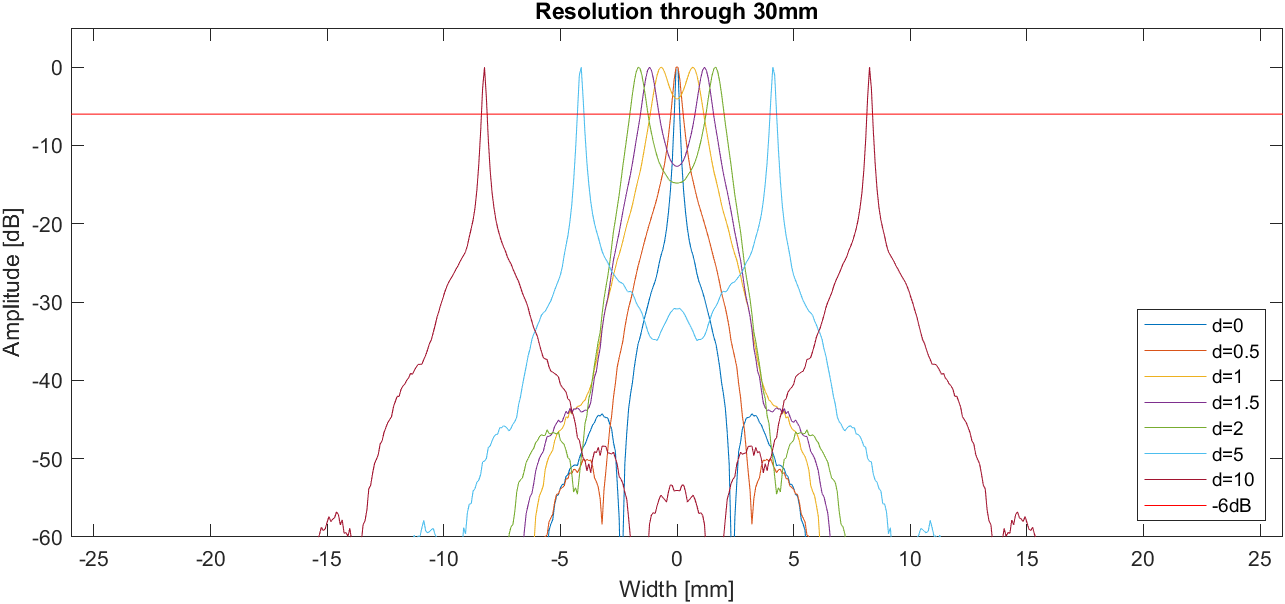 Resolution through 30mm
Amplitude [dB]
0
-10
-20
-30
-40
-50
-60
-25
-20
-15
-10
-5
0
5
10
15
20
25
Width [mm]
d=0
d=0.5
d=1
d=1.5
d=2
d=5
d=10
-6dB